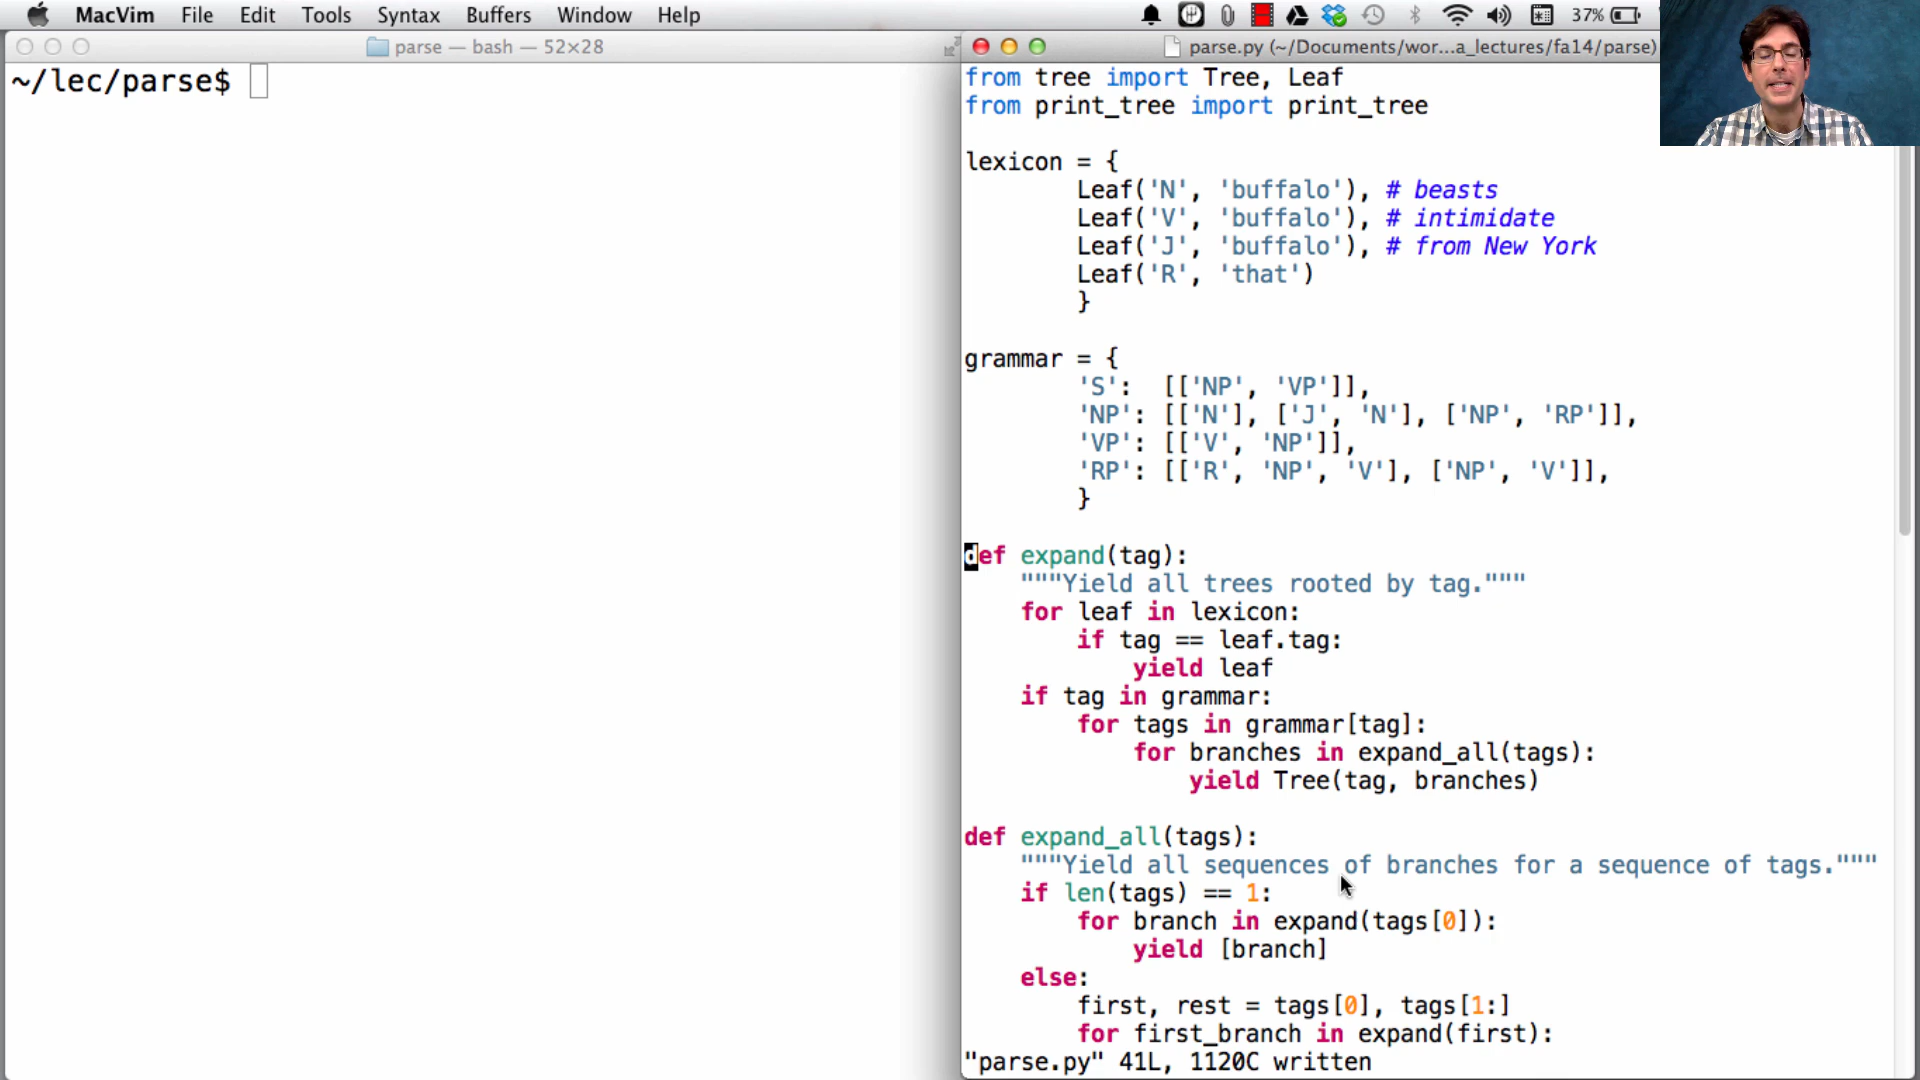 MacVim File Edit Tools Syntax Buffers Window Help 37%
parse — bash — 52×28
~/lec/parse$
parse.py (~/Documents/wor...a_lectures/fa14/parse)
from tree import Tree, Leaf
from print_tree import print_tree
lexicon = {
Leaf('N', 'buffalo'), # beasts
Leaf('V', 'buffalo'), # intimidate
Leaf('J', 'buffalo'), # from New York
Leaf('R', 'that')
}
grammar = {
'S': [['NP', 'VP']],
'NP': [['N'], ['J', 'N'], ['NP', 'RP']],
'VP': [['V', 'NP']],
'RP': [['R', 'NP', 'V'], ['NP', 'V']],
}
def expand(tag):
"""Yield all trees rooted by tag."""
for leaf in lexicon:
if tag == leaf.tag:
yield leaf
if tag in grammar:
for tags in grammar[tag]:
for branches in expand_all(tags):
yield Tree(tag, branches)
def expand_all(tags):
"""Yield all sequences of branches for a sequence of tags."""
if len(tags) == 1:
for branch in expand(tags[0]):
yield [branch]
else:
first, rest = tags[0], tags[1:]
for first_branch in expand(first):
"parse.py" 41L, 1120C written